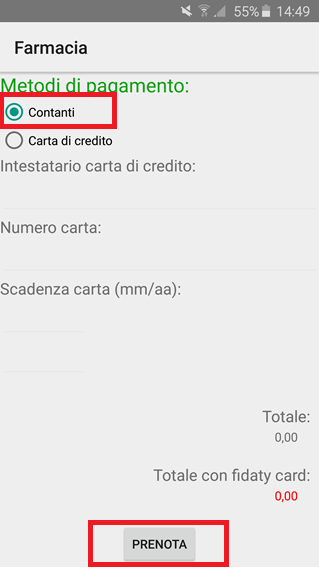 55% 14:49
Farmacia
Metodi di pagamento:
Contanti
Carta di credito
Intestatario carta di credito:
Numero carta:
Scadenza carta (mm/aa):
Totale:
0,00
Totale con fidaty card:
0,00
PRENOTA